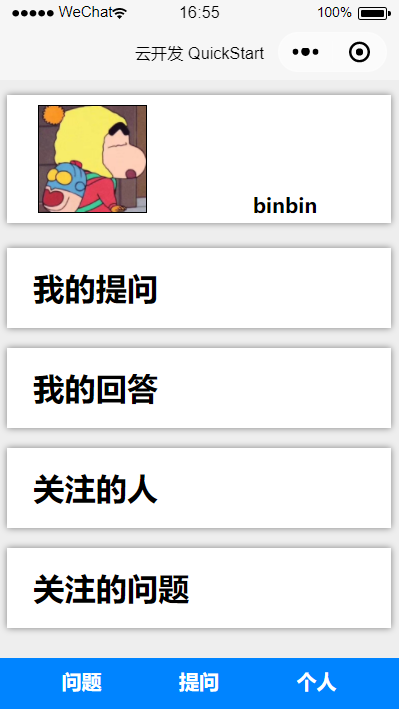 WeChat 16:55 100%
云开发 QuickStart
binbin
我的提问
我的回答
关注的人
关注的问题
问题 提问 个人